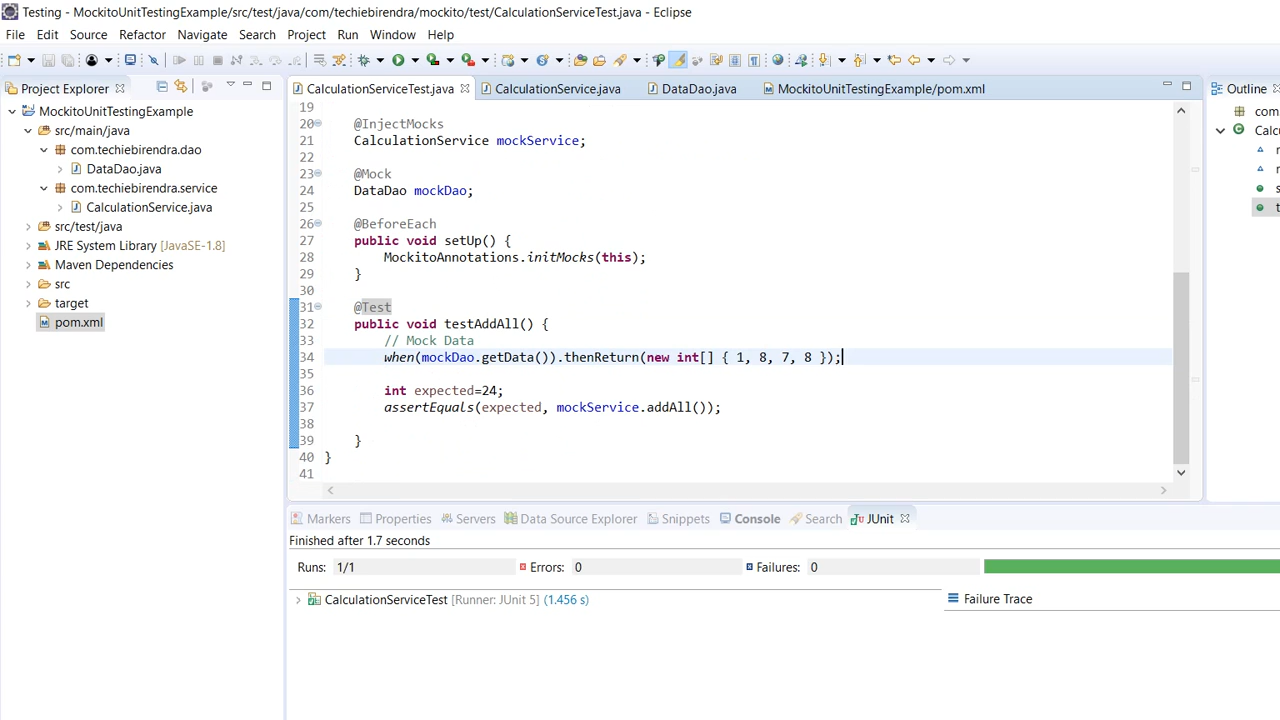 Testing - MockitoUnitTestingExample/src/test/java/com/techiebirendra/mockito/test/CalculationServiceTest.java - Eclipse
File Edit Source Refactor Navigate Search Project Run Window Help
Project Explorer
MockitoUnitTestingExample
src/main/java
com.techiebirendra.dao
DataDao.java
com.techiebirendra.service
CalculationService.java
src/test/java
JRE System Library [JavaSE-1.8]
Maven Dependencies
src
target
pom.xml
CalculationServiceTest.java CalculationService.java DataDao.java MockitoUnitTestingExample/pom.xml
19
20 @InjectMocks
21 CalculationService mockService;
22
23 @Mock
24 DataDao mockDao;
25
26 @BeforeEach
27 public void setUp() {
28 MockitoAnnotations.initMocks(this);
29 }
30
31 @Test
32 public void testAddAll() {
33 // Mock Data
34 when(mockDao.getData()).thenReturn(new int[] { 1, 8, 7, 8 });
35
36 int expected=24;
37 assertEquals(expected, mockService.addAll());
38
39 }
40 }
41
Outline
com
Calc
Markers Properties Servers Data Source Explorer Snippets Console Search JUnit
Finished after 1.7 seconds
Runs: 1/1 Errors: 0 Failures: 0
CalculationServiceTest [Runner: JUnit 5] (1.456 s)
Failure Trace